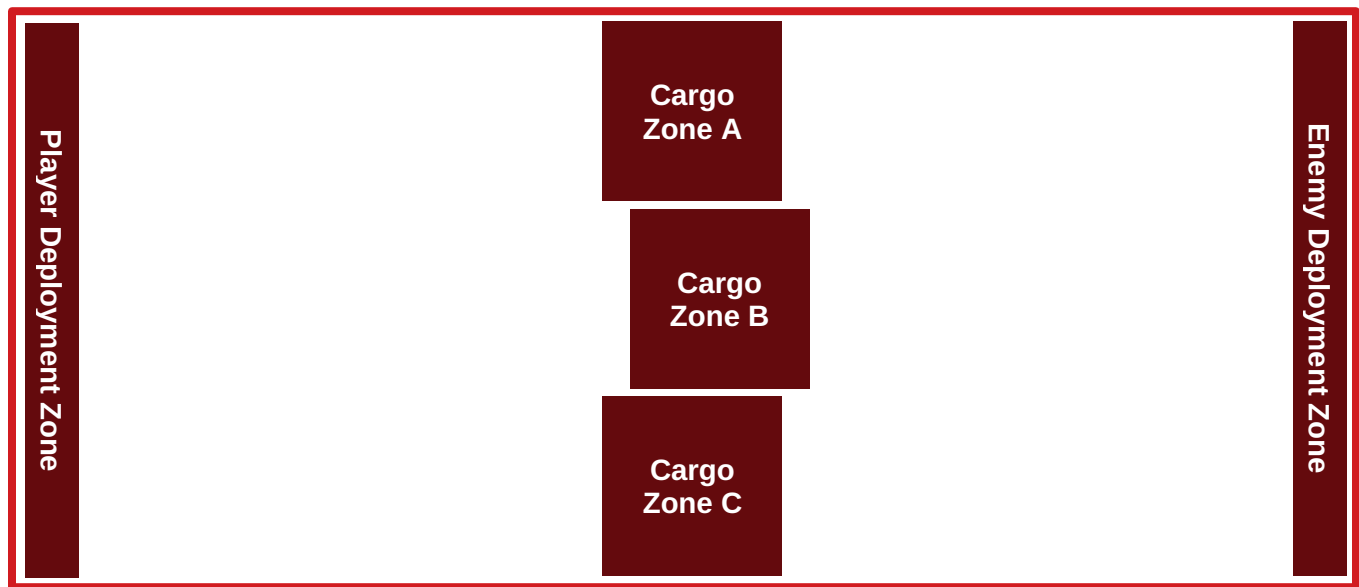 Player Deployment Zone
Cargo
Zone A
Cargo
Zone B
Cargo
Zone C
Enemy Deployment Zone